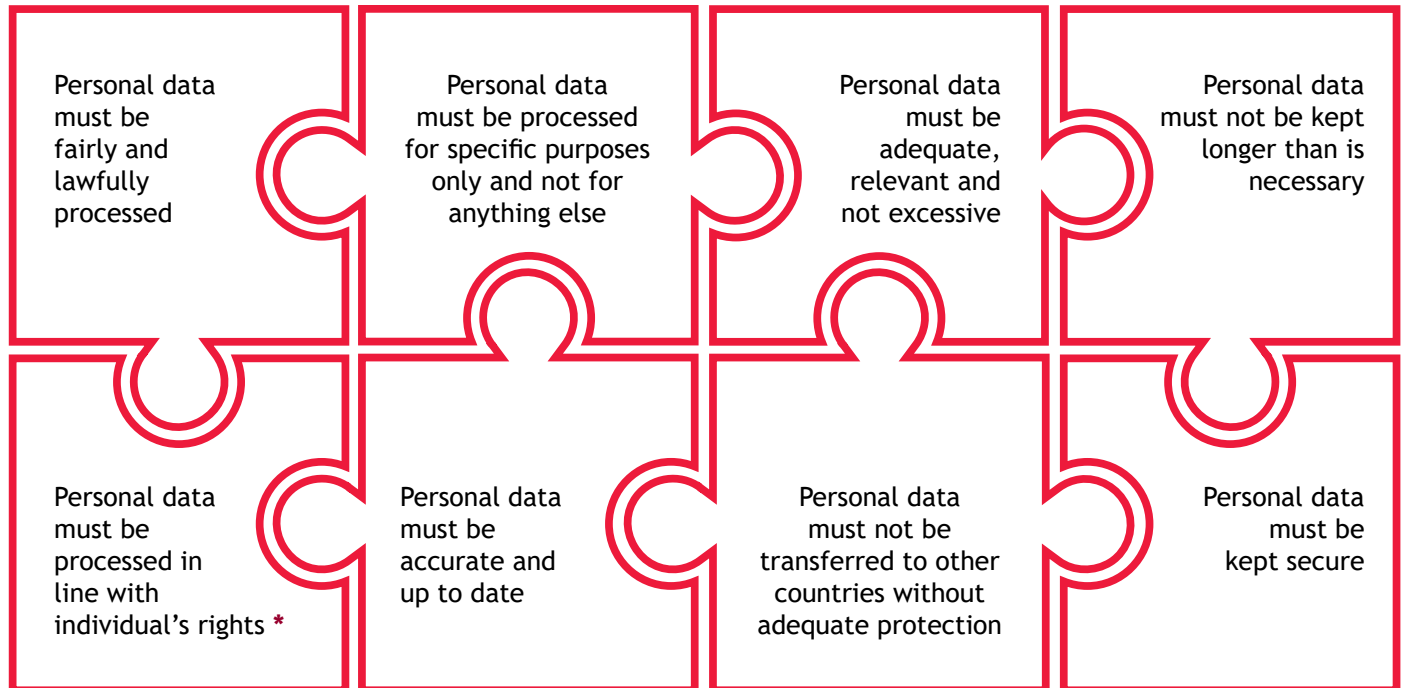 Personal data
must be
fairly and
lawfully
processed
Personal data
must be processed
for specific purposes
only and not for
anything else
Personal data
must be
adequate,
relevant and
not excessive
Personal data
must not be kept
longer than is
necessary
Personal data
must be
processed in
line with
individual’s rights *
Personal data
must be
accurate and
up to date
Personal data
must not be
transferred to other
countries without
adequate protection
Personal data
must be
kept secure